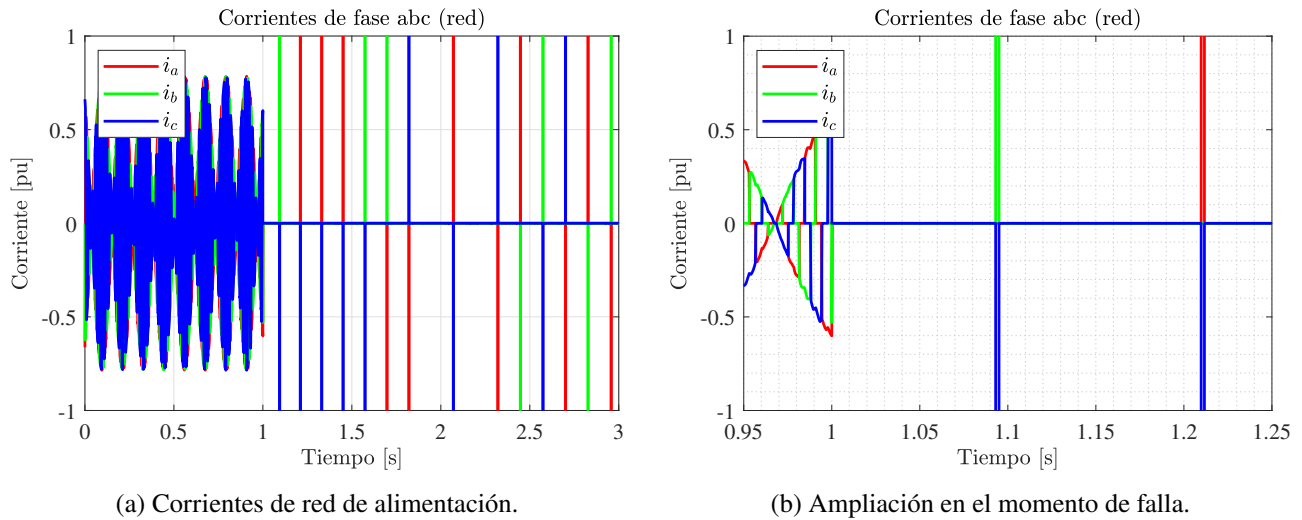 Corrientes de fase abc (red)
i_a
i_b
i_c
Corriente [pu]
1
0.5
0
-0.5
-1
0 0.5 1 1.5 2 2.5 3
Tiempo [s]
(a) Corrientes de red de alimentación.
Corrientes de fase abc (red)
i_a
i_b
i_c
Corriente [pu]
1
0.5
0
-0.5
-1
0.95 1 1.05 1.1 1.15 1.2 1.25
Tiempo [s]
(b) Ampliación en el momento de falla.